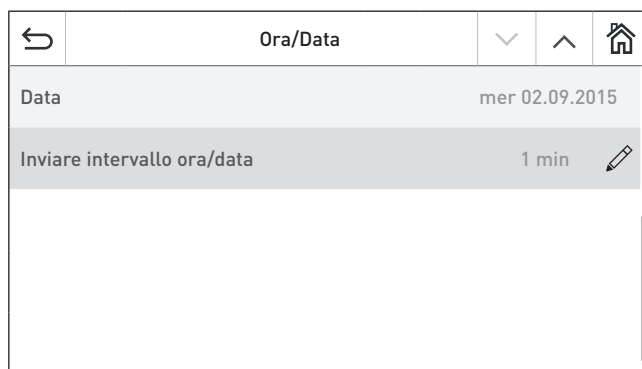 Ora/Data
Data mer 02.09.2015
Inviare intervallo ora/data 1 min